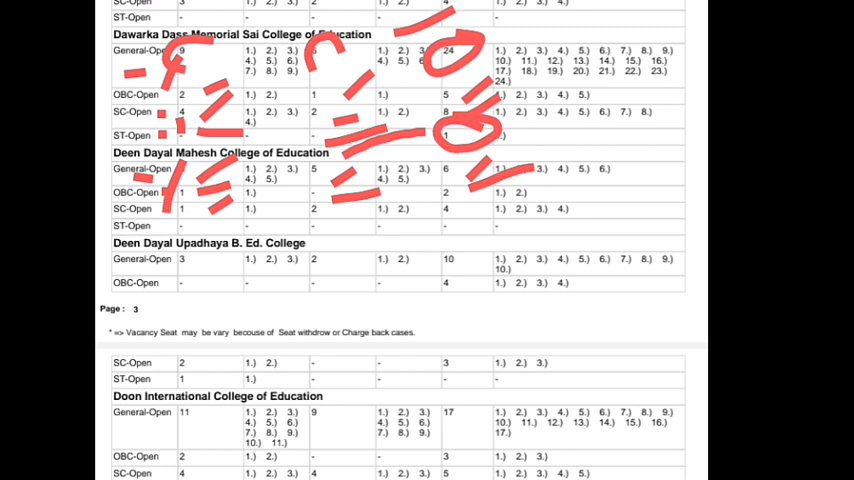 SC-Open 3 1.) 2.) 3.) 2 1.) 2.) 4 1.) 2.) 3.) 4.)
ST-Open - - - - - -
Dawarka Dass Memorial Sai College of Education
General-Open 9 1.) 2.) 3.) 1.) 2.) 3. 24 1.) 2.) 3.) 4.) 5.) 6.) 7.) 8.) 9.)
4.) 5.) 6.) 4.) 5.) 6 10.) 11.) 12.) 13.) 14.) 15.) 16.)
7.) 8.) 9.) 17.) 18.) 19.) 20.) 21.) 22.) 23.)
24.)
OBC-Open 2 1.) 2.) 1 1.) 5 1.) 2.) 3.) 4.) 5.)
SC-Open 4 1.) 2.) 3.) 2 1.) 2.) 8 1.) 2.) 3.) 4.) 5.) 6.) 7.) 8.)
4.)
ST-Open - - - - 1 .)
Deen Dayal Mahesh College of Education
General-Open 1.) 2.) 3.) 5 1.) 2.) 3.) 6 1.) 3.) 4.) 5.) 6.)
4.) 5.) 4.) 5.)
OBC-Open 1 1.) - - 2 1.) 2.)
SC-Open 1 1.) 2 1.) 2.) 4 1.) 2.) 3.) 4.)
ST-Open - - - - - -
Deen Dayal Upadhaya B. Ed. College
General-Open 3 1.) 2.) 3.) 2 1.) 2.) 10 1.) 2.) 3.) 4.) 5.) 6.) 7.) 8.) 9.)
10.)
OBC-Open - - - - 4 1.) 2.) 3.) 4.)
Page : 3
* => Vacancy Seat may be vary becouse of Seat withdrow or Charge back cases.
SC-Open 2 1.) 2.) - - 3 1.) 2.) 3.)
ST-Open 1 1.) - - - -
Doon International College of Education
General-Open 11 1.) 2.) 3.) 9 1.) 2.) 3.) 17 1.) 2.) 3.) 4.) 5.) 6.) 7.) 8.) 9.)
4.) 5.) 6.) 4.) 5.) 6.) 10.) 11.) 12.) 13.) 14.) 15.) 16.)
7.) 8.) 9.) 7.) 8.) 9.) 17.)
10.) 11.)
OBC-Open 2 1.) 2.) - - 3 1.) 2.) 3.)
SC-Open 4 1.) 2.) 3.) 4 1.) 2.) 3.) 5 1.) 2.) 3.) 4.) 5.)